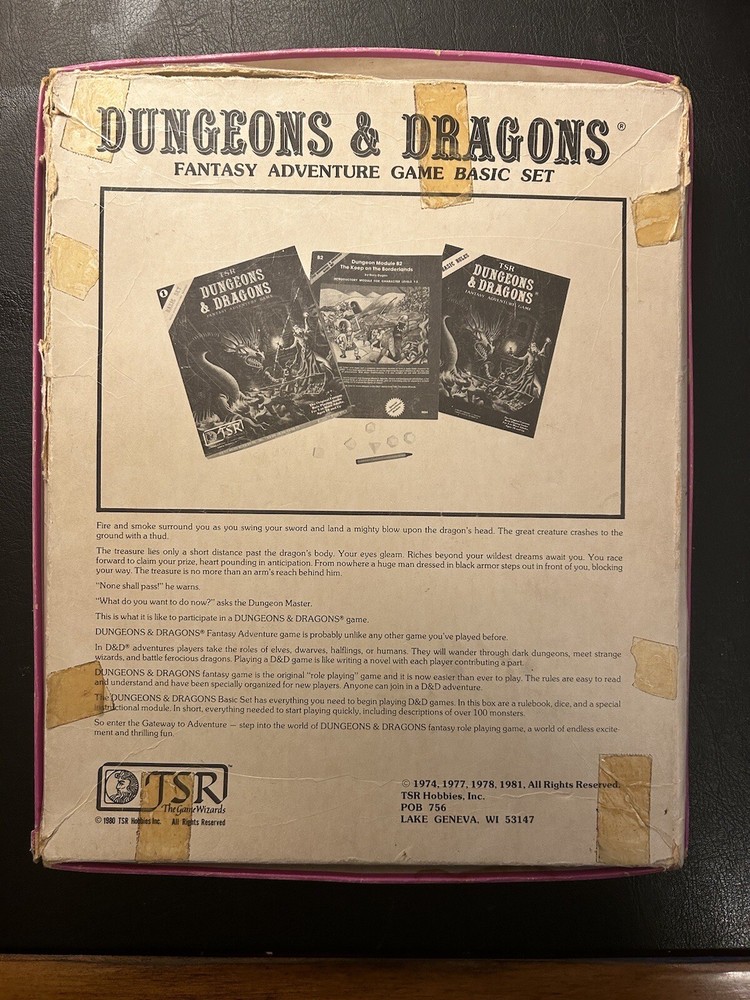 DUNGEONS & DRAGONS®
FANTASY ADVENTURE GAME BASIC SET
TSR
DUNGEONS
& DRAGONS
FANTASY ADVENTURE GAME
TSR
B2
Dungeon Module B2
The Keep on the Borderlands
by Gary Gygax
INTRODUCTORY MODULE FOR CHARACTER LEVELS 1-3
BASIC RULES
TSR
DUNGEONS
& DRAGONS®
FANTASY ADVENTURE GAME
Fire and smoke surround you as you swing your sword and land a mighty blow upon the dragon's head. The great creature crashes to the
ground with a thud.
The treasure lies only a short distance past the dragon's body. Your eyes gleam. Riches beyond your wildest dreams await you. You race
forward to claim your prize, heart pounding in anticipation. From nowhere a huge man dressed in black armor steps out in front of you, blocking
your way. The treasure is no more than an arm's reach behind him.
"None shall pass!" he warns.
"What do you want to do now?" asks the Dungeon Master.
This is what it is like to participate in a DUNGEONS & DRAGONS® game.
DUNGEONS & DRAGONS® Fantasy Adventure game is probably unlike any other game you've played before.
In D&D® adventures players take the roles of elves, dwarves, halflings, or humans. They will wander through dark dungeons, meet strange
wizards, and battle ferocious dragons. Playing a D&D game is like writing a novel with each player contributing a part.
DUNGEONS & DRAGONS fantasy game is the original "role playing" game and it is now easier than ever to play. The rules are easy to read
and understand and have been specially organized for new players. Anyone can join in a D&D adventure.
The DUNGEONS & DRAGONS Basic Set has everything you need to begin playing D&D games. In this box are a rulebook, dice, and a special
instructional module. In short, everything needed to start playing quickly, including descriptions of over 100 monsters.
So enter the Gateway to Adventure — step into the world of DUNGEONS & DRAGONS fantasy role playing game, a world of endless excite-
ment and thrilling fun.
TSR™
The Game Wizards
© 1980 TSR Hobbies Inc. All Rights Reserved
© 1974, 1977, 1978, 1981, All Rights Reserved.
TSR Hobbies, Inc.
POB 756
LAKE GENEVA, WI 53147